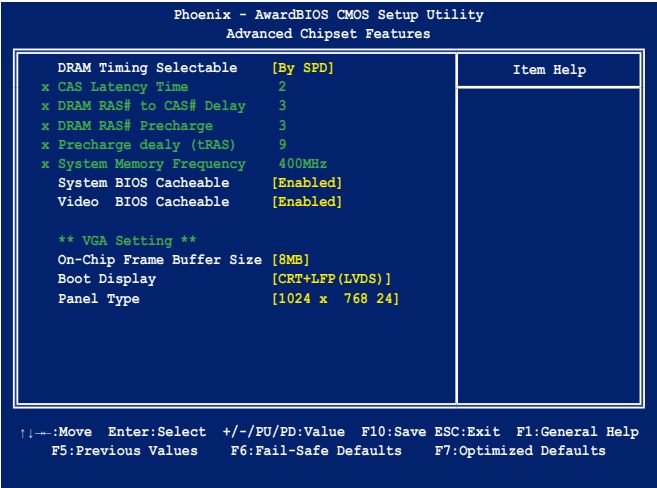 Phoenix - AwardBIOS CMOS Setup Utility
Advanced Chipset Features
DRAM Timing Selectable [By SPD]
x CAS Latency Time 2
x DRAM RAS# to CAS# Delay 3
x DRAM RAS# Precharge 3
x Precharge dealy (tRAS) 9
x System Memory Frequency 400MHz
System BIOS Cacheable [Enabled]
Video BIOS Cacheable [Enabled]
** VGA Setting **
On-Chip Frame Buffer Size [8MB]
Boot Display [CRT+LFP(LVDS)]
Panel Type [1024 x 768 24]
Item Help
↑↓→←:Move Enter:Select +/-/PU/PD:Value F10:Save ESC:Exit F1:General Help
F5:Previous Values F6:Fail-Safe Defaults F7:Optimized Defaults